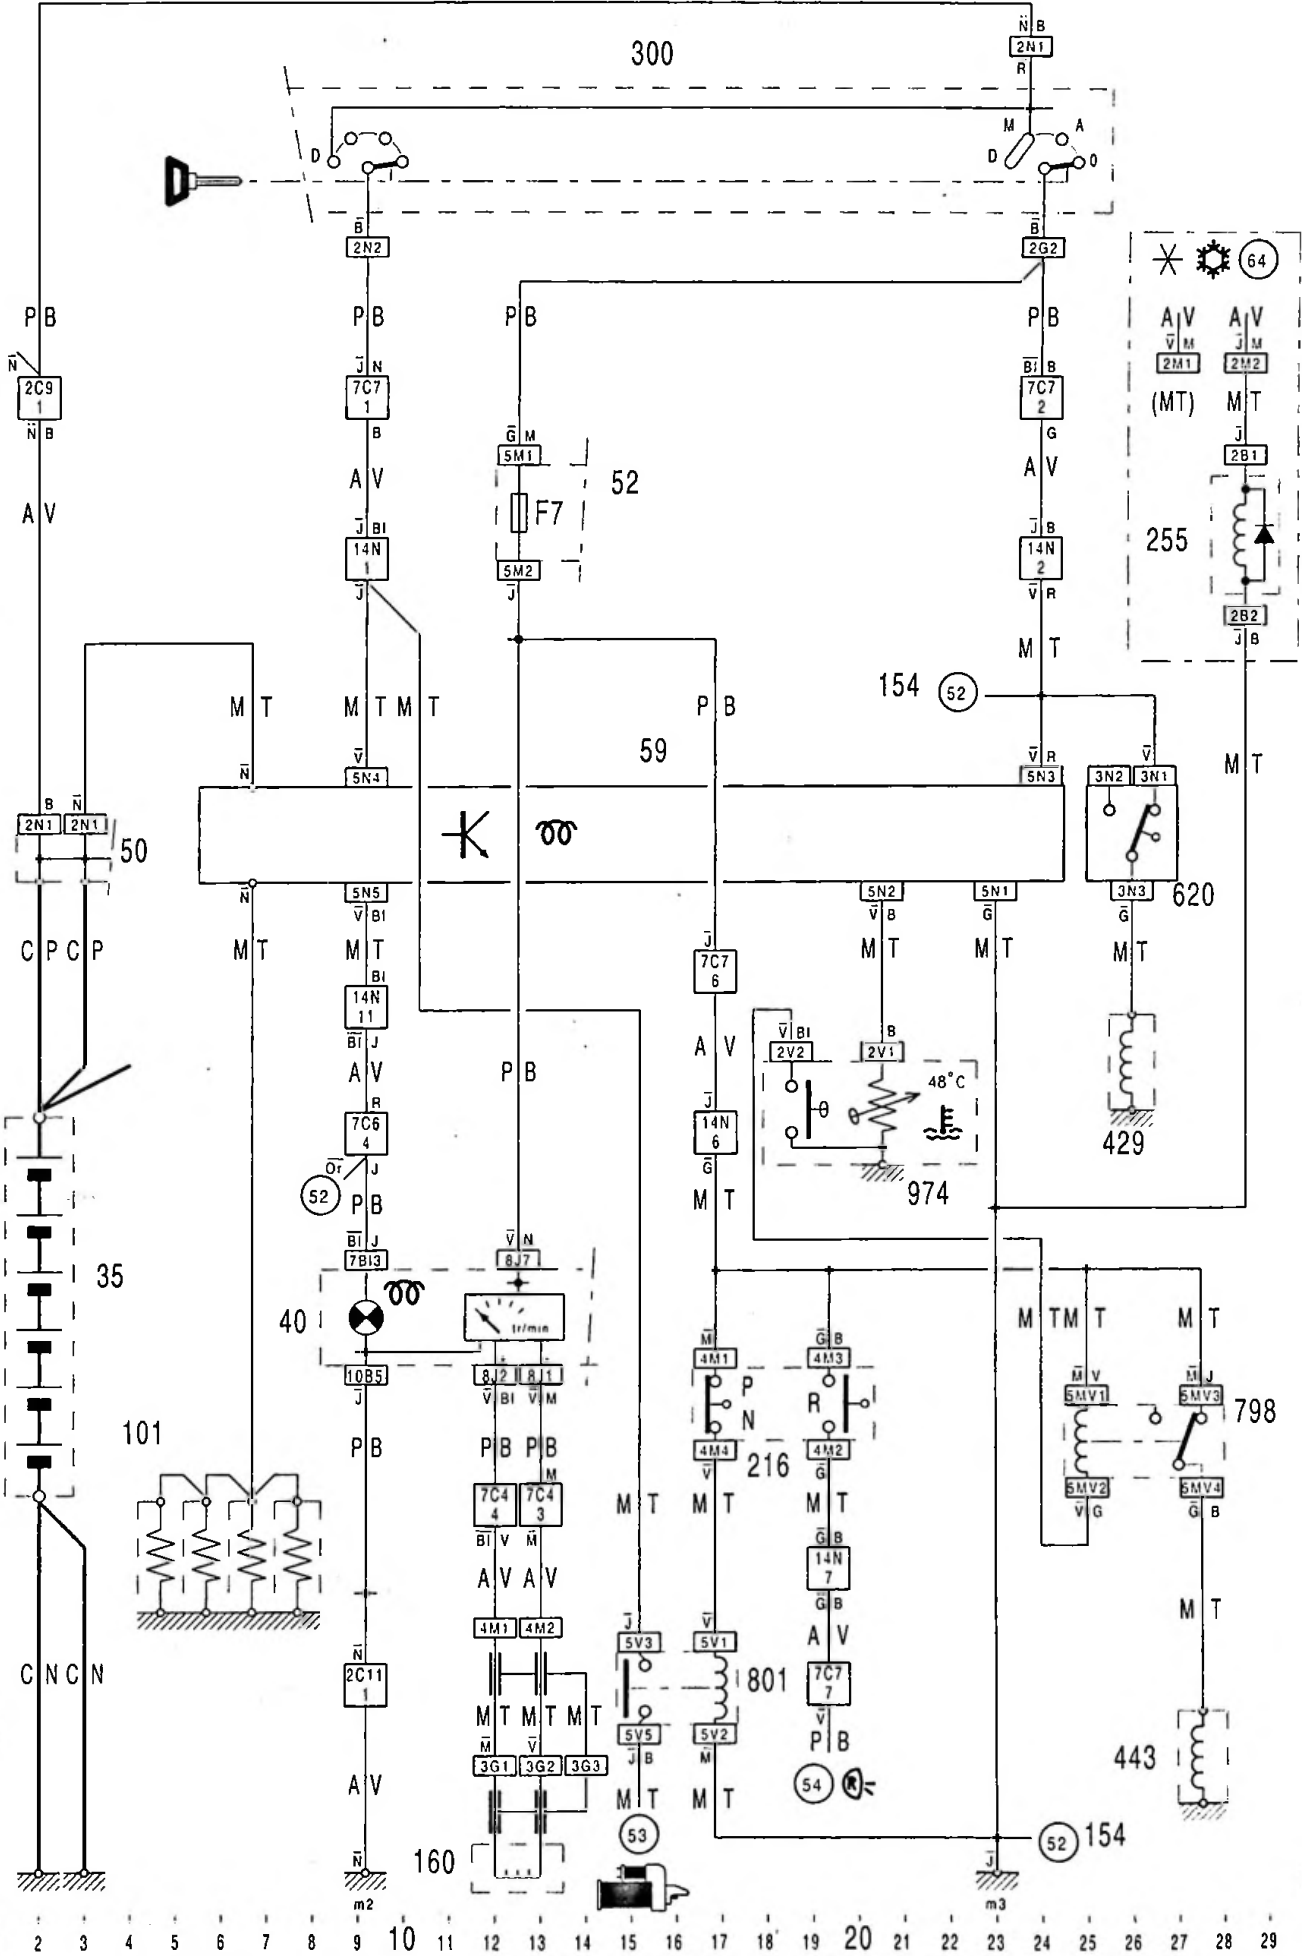 N̄ B
2N1
R
300
M A
D D O
B̄ B̄
2N2 2G2
64
P B P B P B P B A V A V
V̄ M J̄ M
2M1 2M2
N̄ J̄ N B̄I B
2C9 7C7 7C7
1 1 2
(MT) M T
N̄ B B G
Ḡ M J̄
5M1 2B1
A V A V A V
52
F7
J̄ BI J̄ B
14N 14N
1 2
255
5M2
J̄ J̄ V̄ R
2B2
J̄ B
M T
154 52
M T M T M T P B
59
N̄ V̄ V̄ R V̄
5N4 5N3 3N2 3N1
M T
B N̄
2N1 2N1
50
N̄ 5N5 5N2 5N1 3N3
620
V̄ BI V̄ B Ḡ Ḡ
C P C P M T M T M T M T M T
J̄
7C7
6
BI
14N
11
B̄I J
V̄ BI B
2V2 2V1
A V A V P B
48°C
R J̄
7C6 14N
4 6
429
O̅r J Ḡ
52
974
P B M T
B̄I J V̄ N
7BI3 8J7
35
40
tr/min
M T M T M T
M̄ Ḡ B
4M1 4M3
10B5 8J2 8J1
M̄ V M̄ J
5MV1 5MV3
J̄ V̄ BI V̄ M
P
N
R
798
101
P B P B P B
4M4 4M2
216
V̄ Ḡ
M
7C4 7C4
4 3
5MV2 5MV4
V̄ G Ḡ B
M T M T M T
B̄I V M̄
Ḡ B
14N
7
Ḡ B
A V A V
M T
4M1 4M2
J̄ V̄
5V3 5V1
A V
N̄
2C11
1
C N C N
801
7C7
7
V̄
M T M T M T
P B
M̄ V̄
3G1 3G2 3G3
5V5 5V2
J̄ B M̄
443
A V
M T M T
54 R
53
52 154
160
N̄ J̄
m2 m3
2 3 4 5 6 7 8 9 10 11 12 13 14 15 16 17 18 19 20 21 22 23 24 25 26 27 28 29